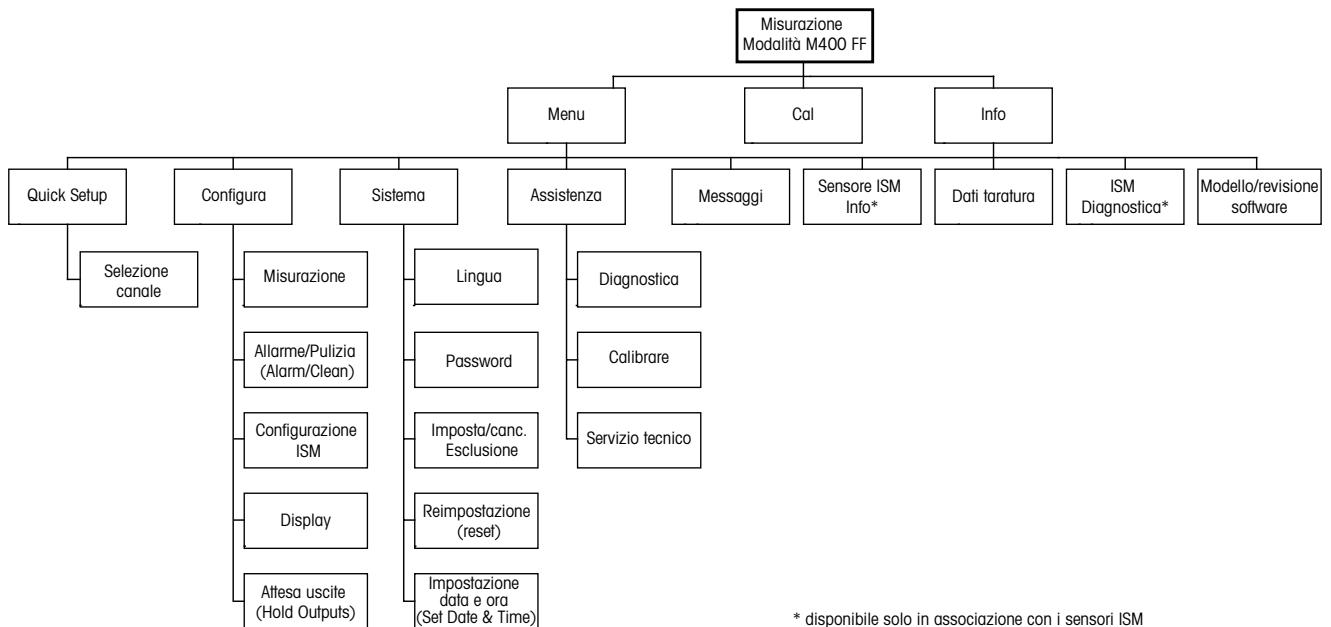 Misurazione
Modalità M400 FF
Menu
Cal
Info
Quick Setup
Configura
Sistema
Assistenza
Messaggi
Sensore ISM
Info*
Dati taratura
ISM
Diagnostica*
Modello/revisione
software
Selezione
canale
Misurazione
Allarme/Pulizia
(Alarm/Clean)
Configurazione
ISM
Display
Attesa uscite
(Hold Outputs)
Lingua
Password
Imposta/canc.
Esclusione
Reimpostazione
(reset)
Impostazione
data e ora
(Set Date & Time)
Diagnostica
Calibrare
Servizio tecnico
* disponibile solo in associazione con i sensori ISM